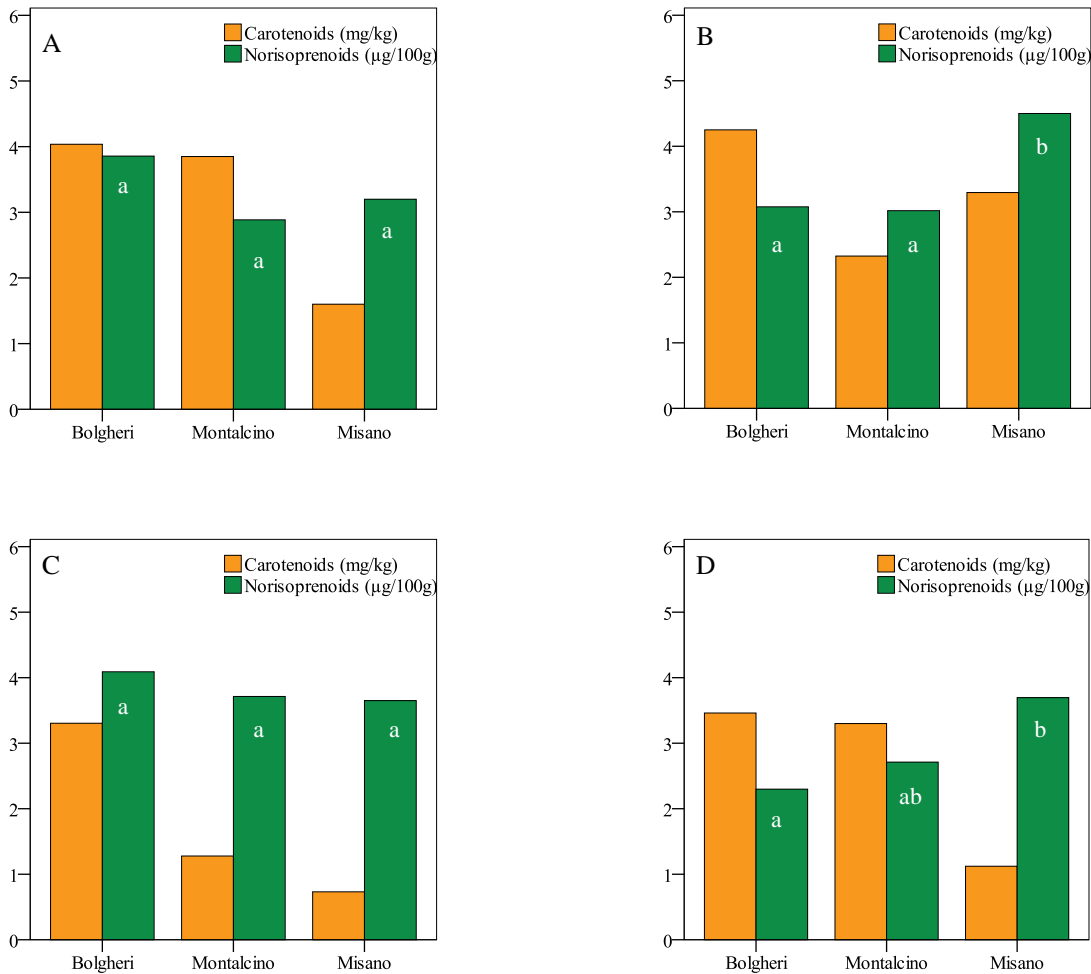 A
Carotenoids (mg/kg)
Norisoprenoids (µg/100g)
6
5
4
3
2
1
0
a
a
a
Bolgheri Montalcino Misano
B
Carotenoids (mg/kg)
Norisoprenoids (µg/100g)
6
5
4
3
2
1
0
a
a
b
Bolgheri Montalcino Misano
C
Carotenoids (mg/kg)
Norisoprenoids (µg/100g)
6
5
4
3
2
1
0
a
a
a
Bolgheri Montalcino Misano
D
Carotenoids (mg/kg)
Norisoprenoids (µg/100g)
6
5
4
3
2
1
0
a
ab
b
Bolgheri Montalcino Misano